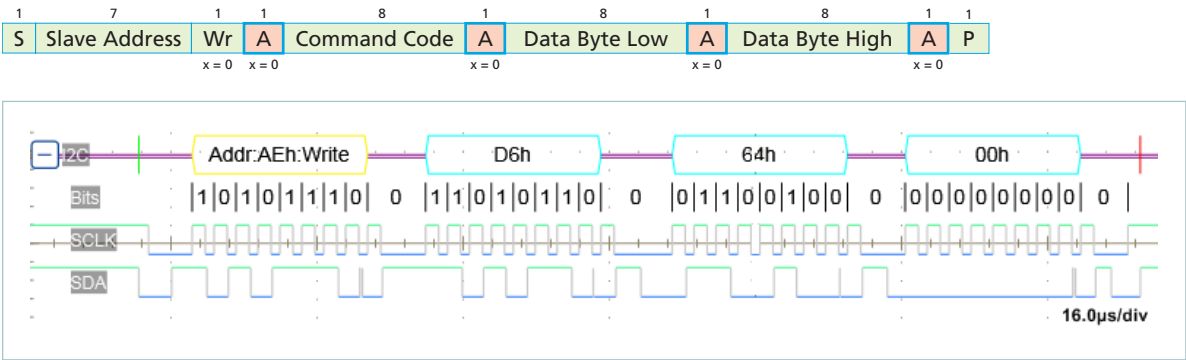 1 7 1 1 8 1 8 1 8 1 1
S Slave Address Wr A Command Code A Data Byte Low A Data Byte High A P
x = 0 x = 0 x = 0 x = 0 x = 0
I2C Addr:AEh:Write D6h 64h 00h
Bits 1 0 1 0 1 1 1 0 0 1 1 0 1 0 1 1 0 0 0 1 1 0 0 1 0 0 0 0 0 0 0 0 0 0 0 0 0
SCLK
SDA
16.0µs/div